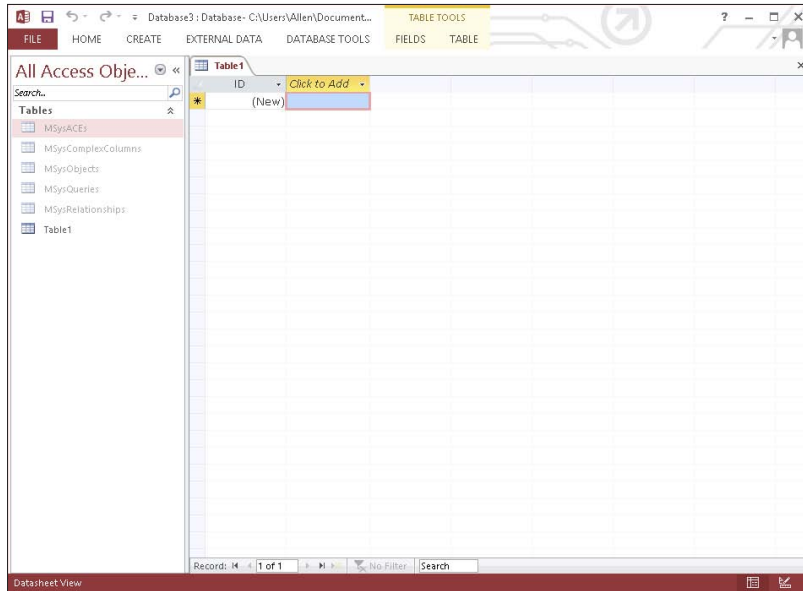 Database3 : Database- C:\Users\Allen\Document...
TABLE TOOLS
?
FILE HOME CREATE EXTERNAL DATA DATABASE TOOLS FIELDS TABLE
All Access Obje...
Search..
Tables
MSysACEs
MSysComplexColumns
MSysObjects
MSysQueries
MSysRelationships
Table1
Table1
ID Click to Add
(New)
Record: 1 of 1 No Filter Search
Datasheet View